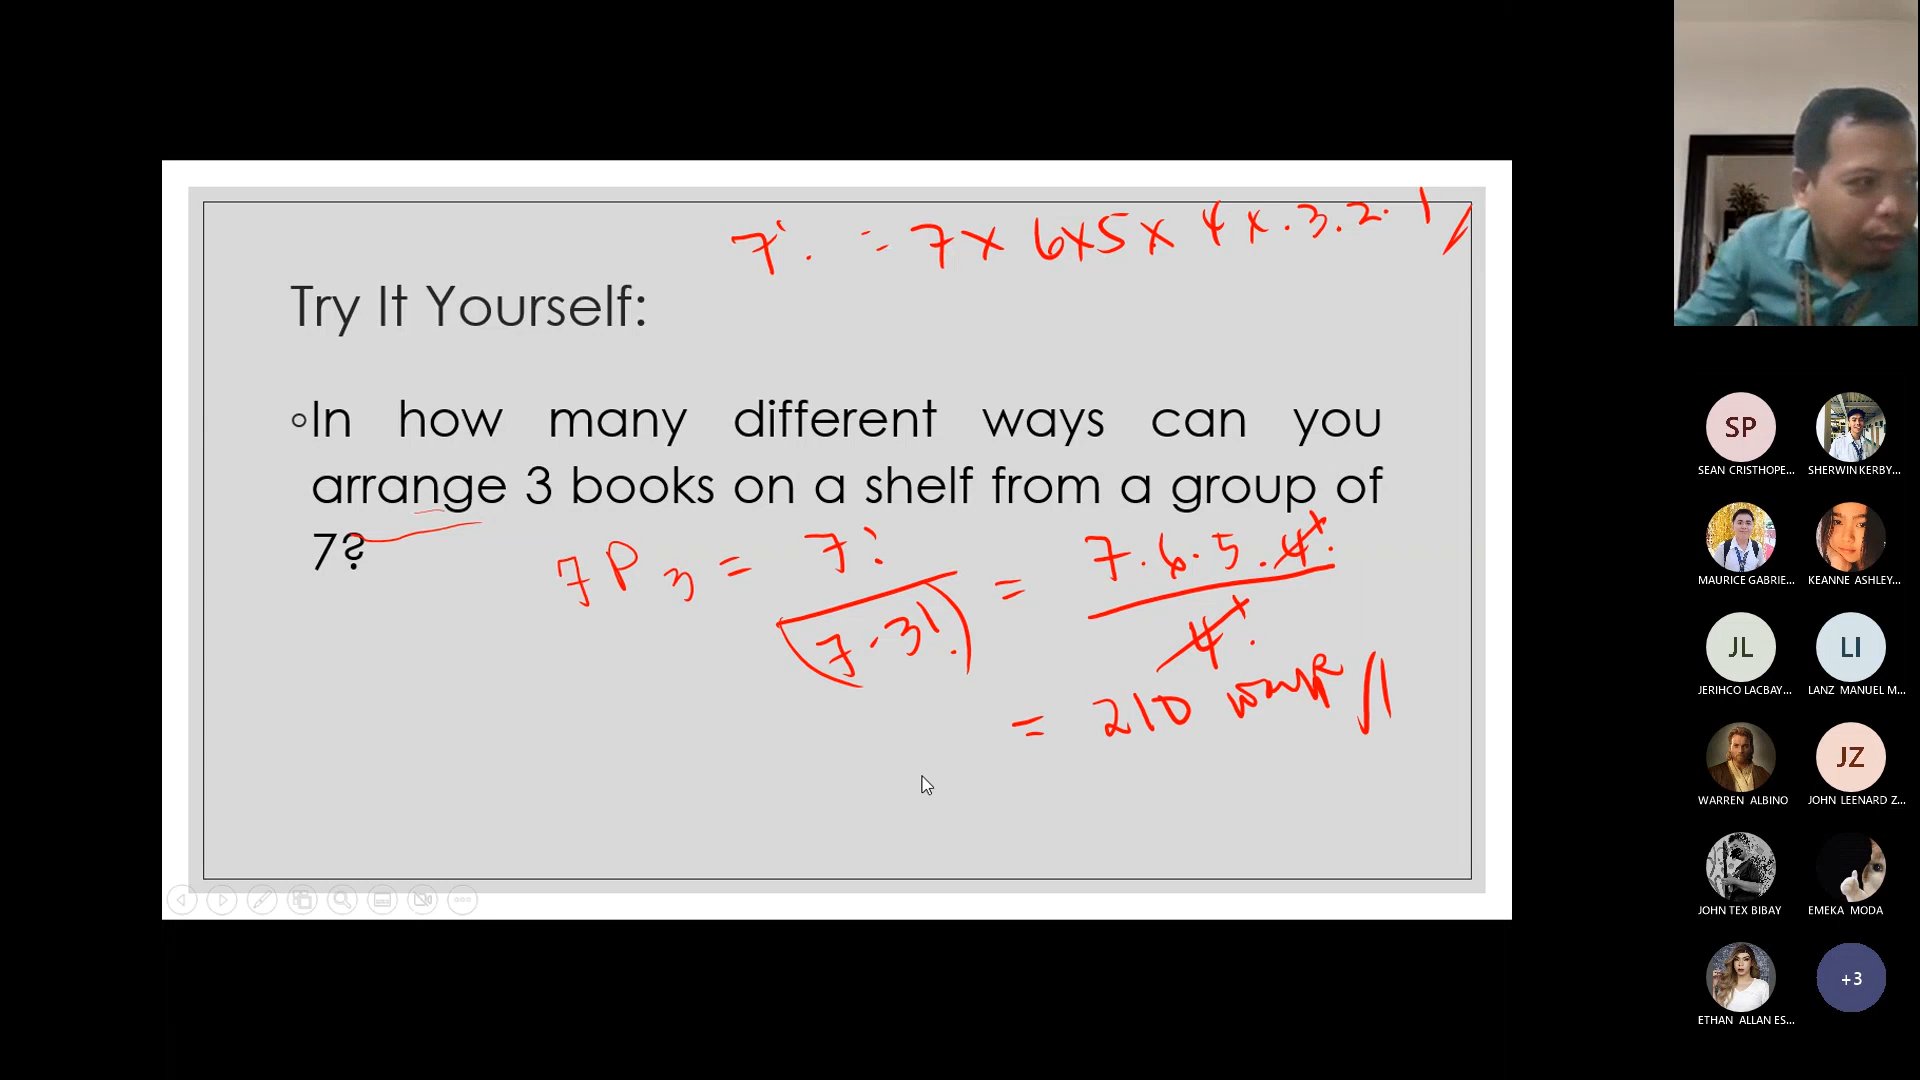 7! = 7 x 6 x 5 x 4 x . 3 . 2 . 1 //
Try It Yourself:
In how many different ways can you
arrange 3 books on a shelf from a group of
7?
7P3 = 7! / (7-3)! = 7 · 6 · 5 · 4! / 4!
= 210 ways //
SP
SEAN CRISTHOPE...
SHERWIN KERBY...
MAURICE GABRIE...
KEANNE ASHLEY...
JL
LI
JERIHCO LACBAY...
LANZ MANUEL M...
JZ
WARREN ALBINO
JOHN LEENARD Z...
JOHN TEX BIBAY
EMEKA MODA
+3
ETHAN ALLAN ES...